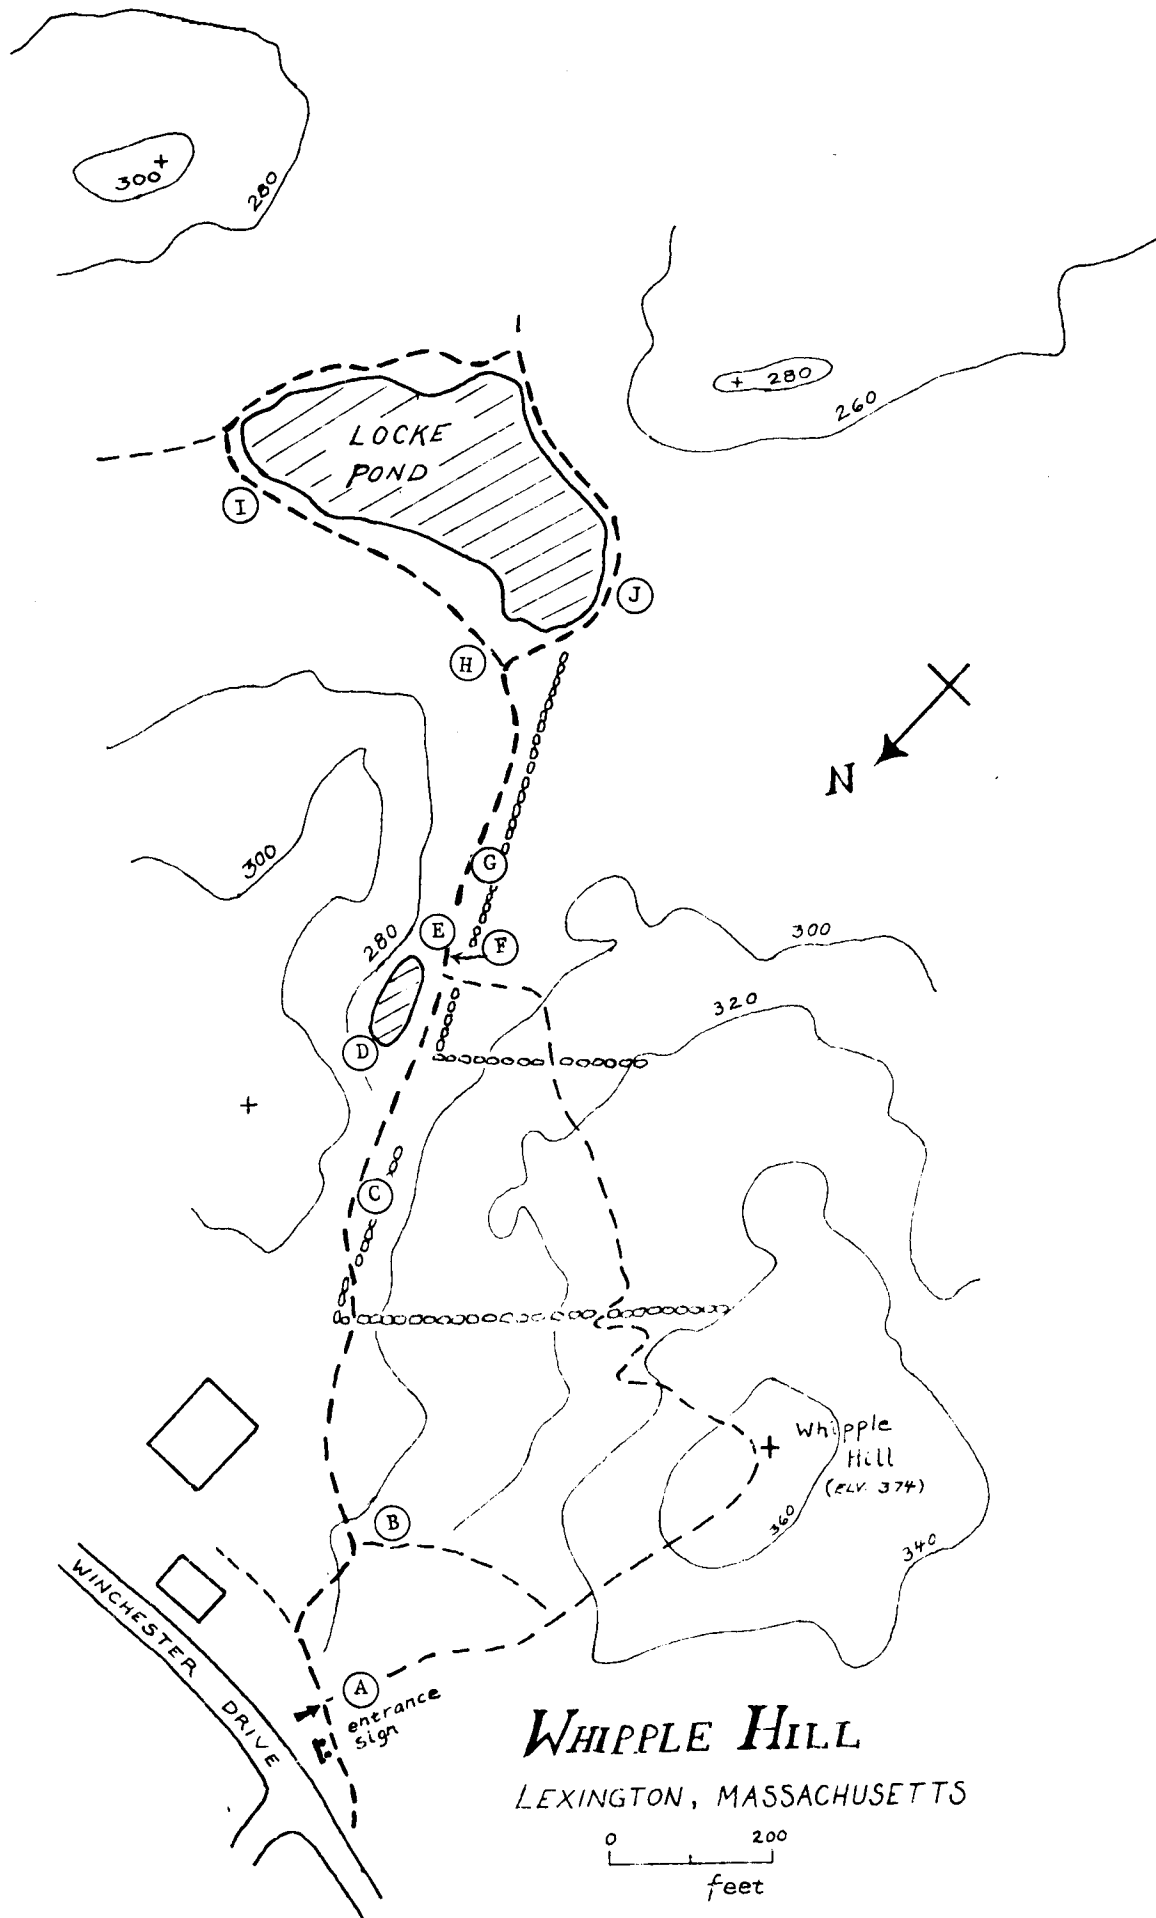 300
280
280
260
LOCKE
POND
I
J
H
N
300
G
E
F
280
300
320
D
C
Whipple
Hill
(ELV. 374)
360
340
B
WINCHESTER DRIVE
A
entrance
sign
WHIPPLE HILL
LEXINGTON, MASSACHUSETTS
0 200
feet